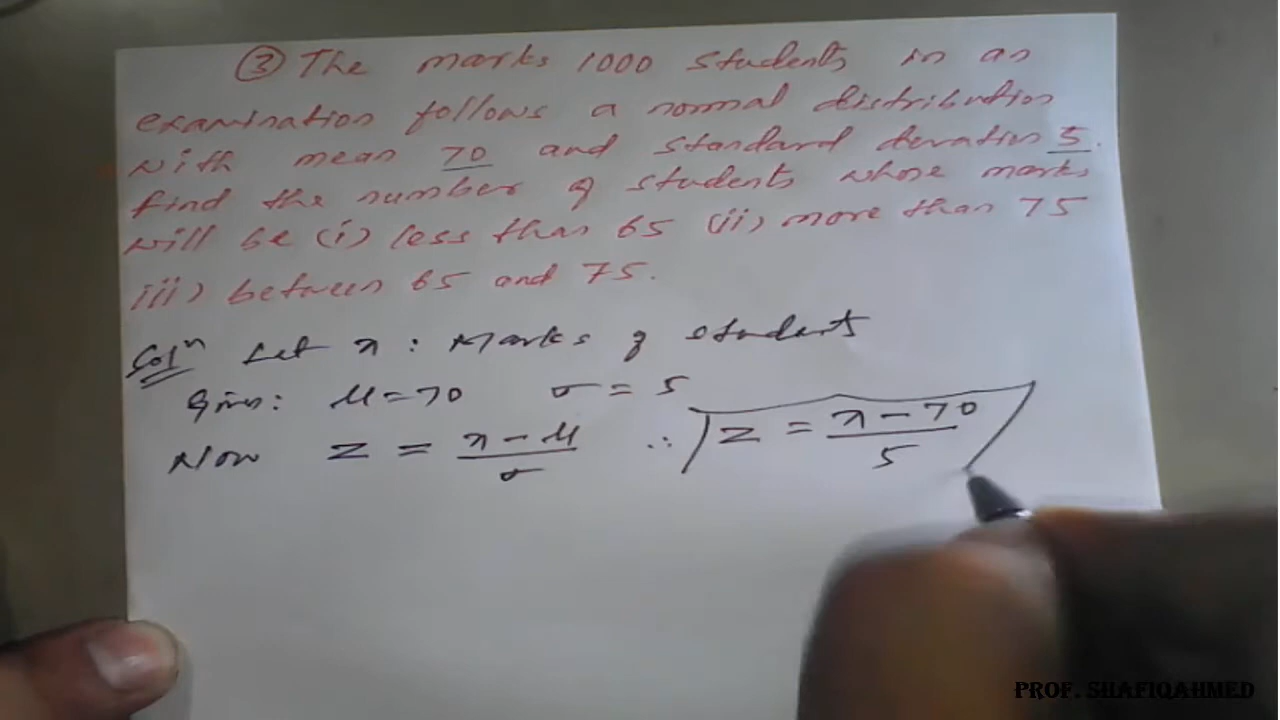 ③ The marks 1000 students in an
examination follows a normal distribution
with mean 70 and standard deviation 5.
find the number of students whose marks
will be (i) less than 65 (ii) more than 75
iii) between 65 and 75.
Solⁿ Let x : Marks of students
Given: μ = 70 σ = 5
Now z = x - μ / σ ∴ z = x - 70 / 5
PROF. SHAFIQAHMED